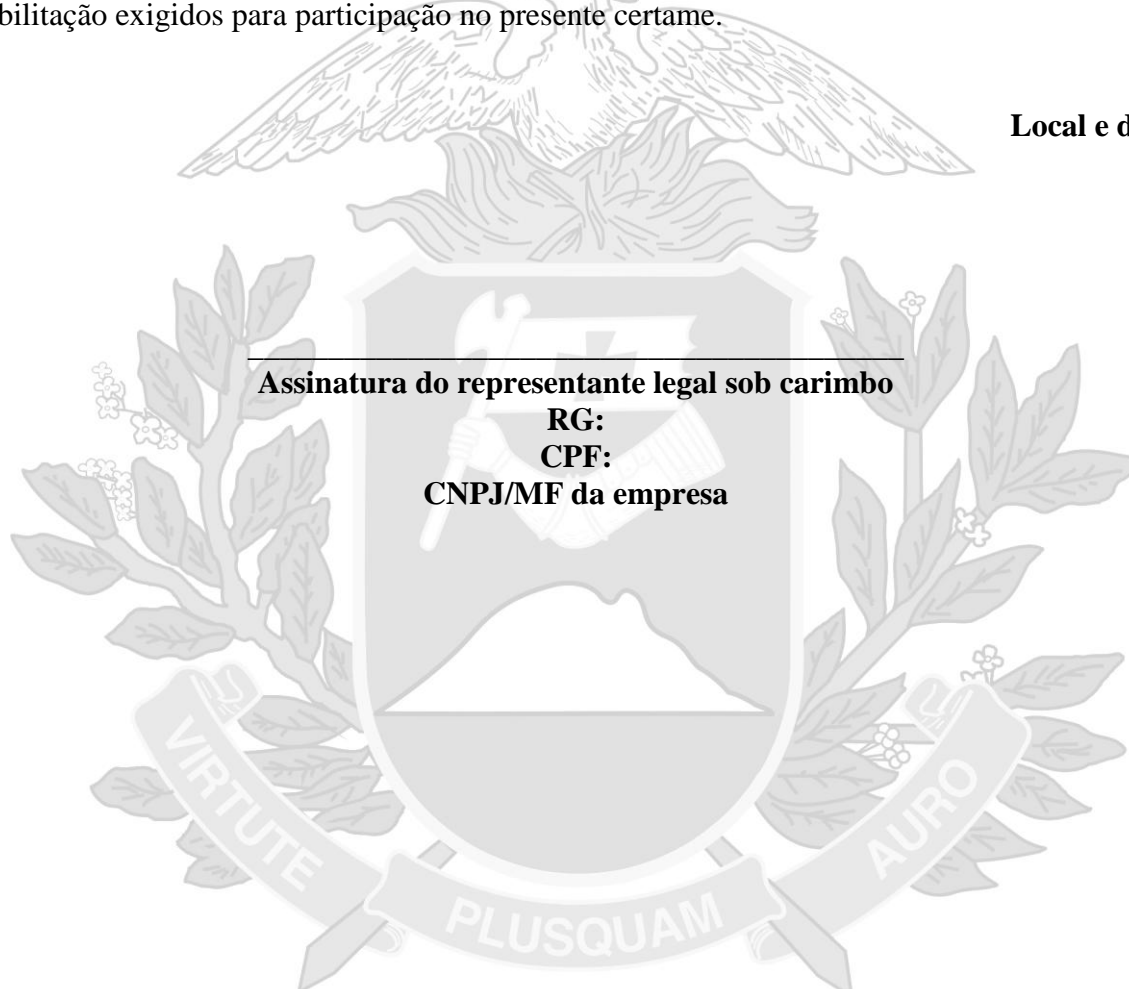 bilitação exigidos para participação no presente certame.
Local e d
Assinatura do representante legal sob carimbo
RG:
CPF:
CNPJ/MF da empresa
VIRTUTE PLUSQUAM AURO